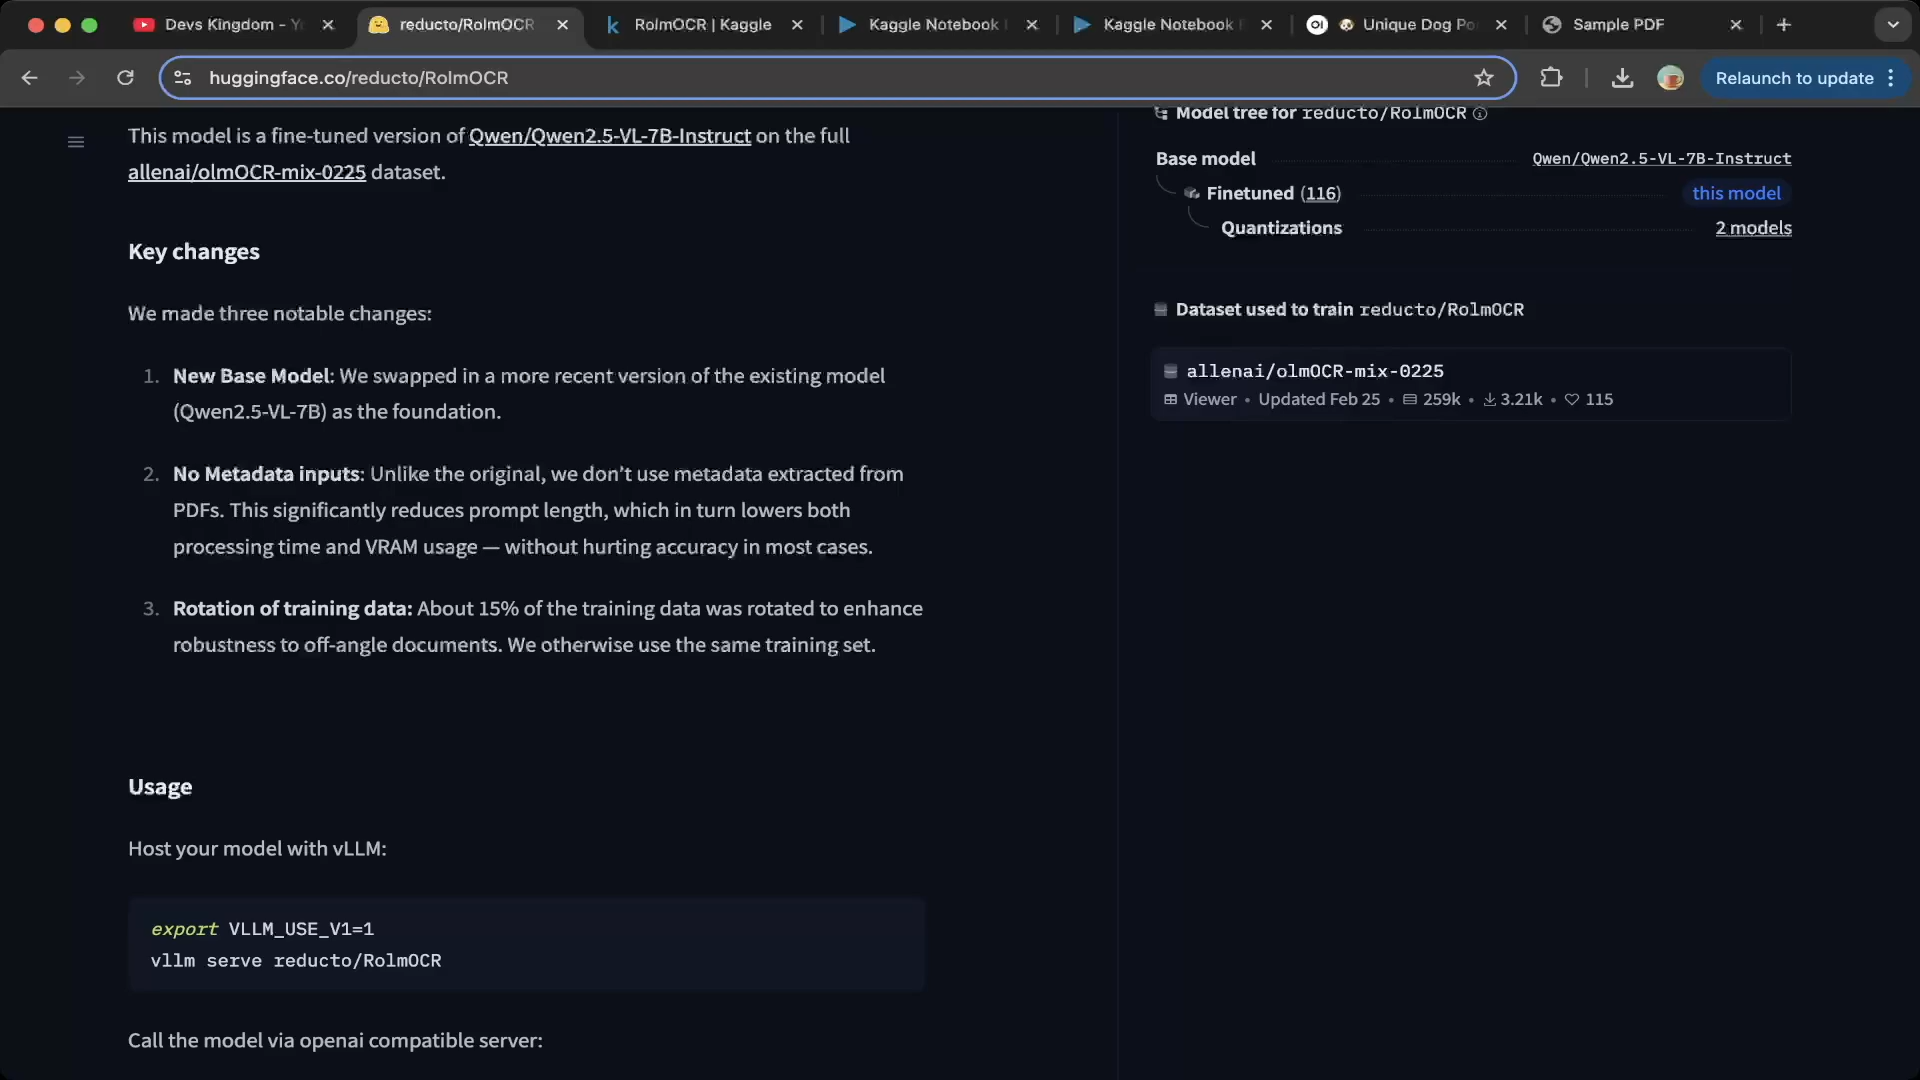 Devs Kingdom - Y
reducto/RolmOCR
RolmOCR | Kaggle
Kaggle Notebook
Kaggle Notebook
Unique Dog Po
Sample PDF
huggingface.co/reducto/RolmOCR
Relaunch to update
This model is a fine-tuned version of Qwen/Qwen2.5-VL-7B-Instruct on the full
allenai/olmOCR-mix-0225 dataset.
Key changes
We made three notable changes:
1. New Base Model: We swapped in a more recent version of the existing model
(Qwen2.5-VL-7B) as the foundation.
2. No Metadata inputs: Unlike the original, we don’t use metadata extracted from
PDFs. This significantly reduces prompt length, which in turn lowers both
processing time and VRAM usage — without hurting accuracy in most cases.
3. Rotation of training data: About 15% of the training data was rotated to enhance
robustness to off-angle documents. We otherwise use the same training set.
Usage
Host your model with vLLM:
export VLLM_USE_V1=1
vllm serve reducto/RolmOCR
Call the model via openai compatible server:
Model tree for reducto/RolmOCR
Base model Qwen/Qwen2.5-VL-7B-Instruct
Finetuned (116) this model
Quantizations 2 models
Dataset used to train reducto/RolmOCR
allenai/olmOCR-mix-0225
Viewer • Updated Feb 25 • 259k • 3.21k • 115